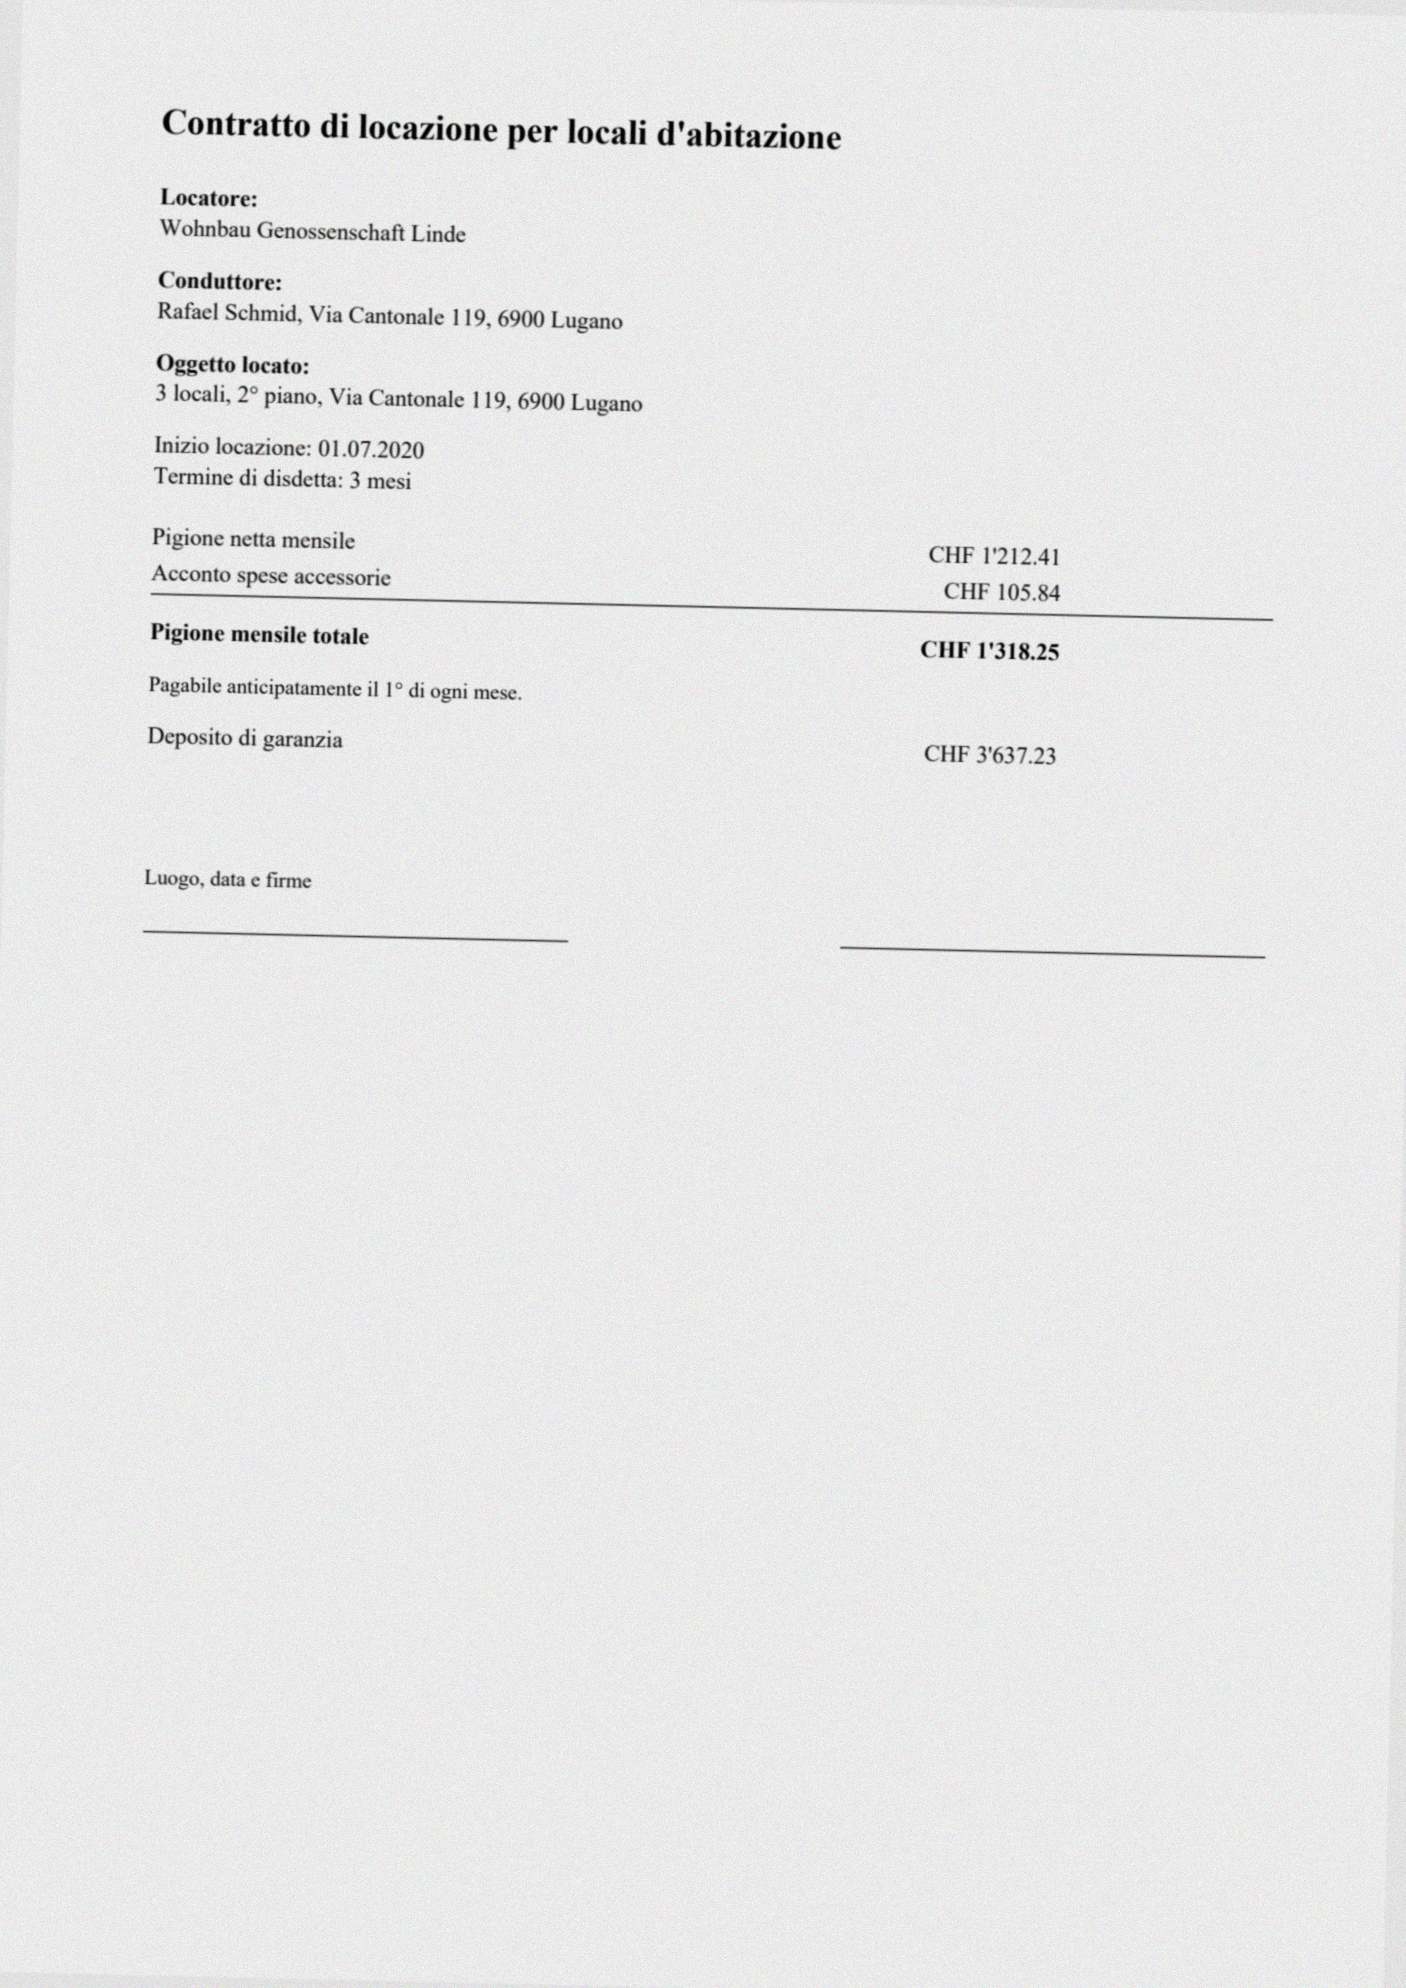 Contratto di locazione per locali d'abitazione
Locatore:
Wohnbau Genossenschaft Linde
Conduttore:
Rafael Schmid, Via Cantonale 119, 6900 Lugano
Oggetto locato:
3 locali, 2° piano, Via Cantonale 119, 6900 Lugano
Inizio locazione: 01.07.2020
Termine di disdetta: 3 mesi
Pigione netta mensile CHF 1'212.41
Acconto spese accessorie CHF 105.84
Pigione mensile totale CHF 1'318.25
Pagabile anticipatamente il 1° di ogni mese.
Deposito di garanzia CHF 3'637.23
Luogo, data e firme